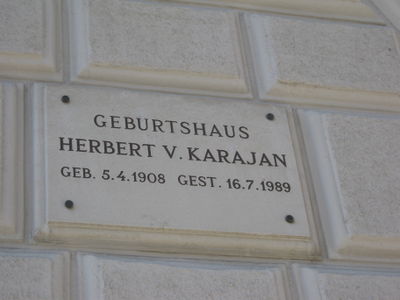 GEBURTSHAUS
HERBERT V. KARAJAN
GEB. 5.4.1908 GEST. 16.7.1989